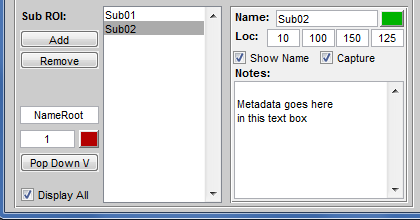 Sub ROI:
Add
Remove
NameRoot
1
Pop Down V
Display All
Sub01
Sub02
Name: Sub02
Loc: 10 100 150 125
Show Name Capture
Notes:
Metadata goes here
in this text box